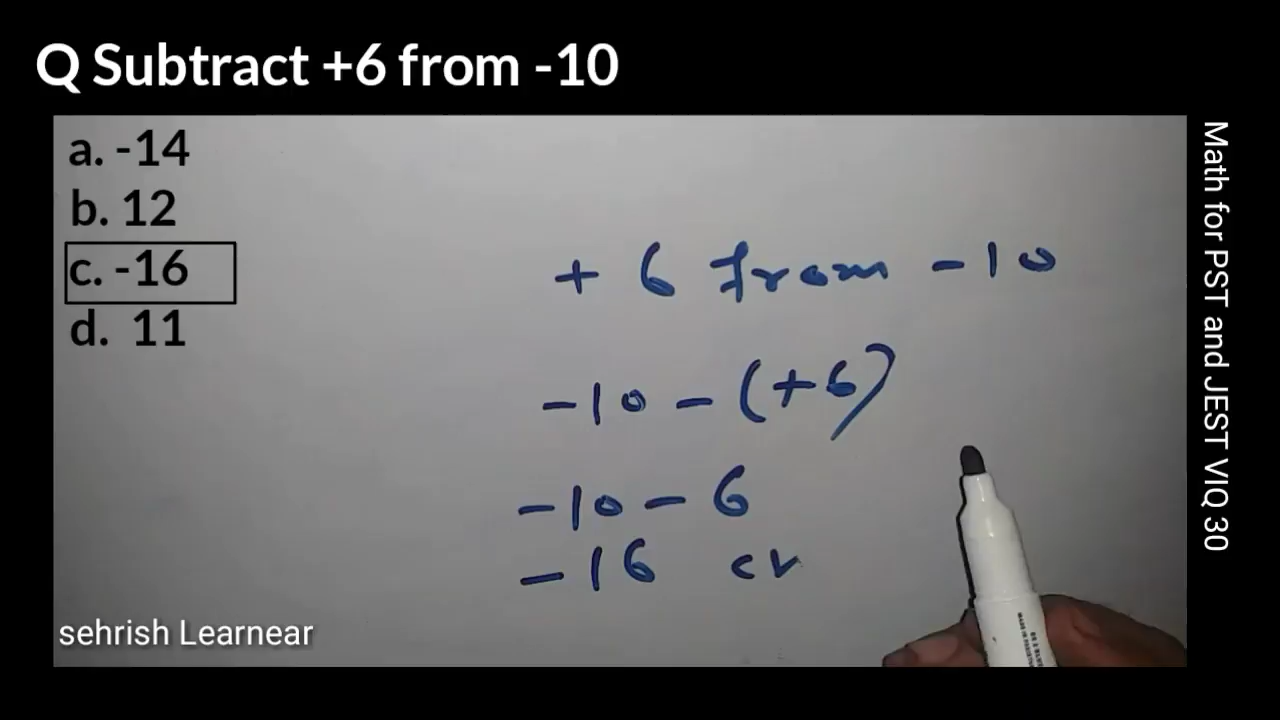 Q Subtract +6 from -10
a. -14
b. 12
c. -16
d. 11
+ 6 from - 10
-10 - (+6)
-10 - 6
-16 c
sehrish Learnear
Math for PST and JEST VIQ 30